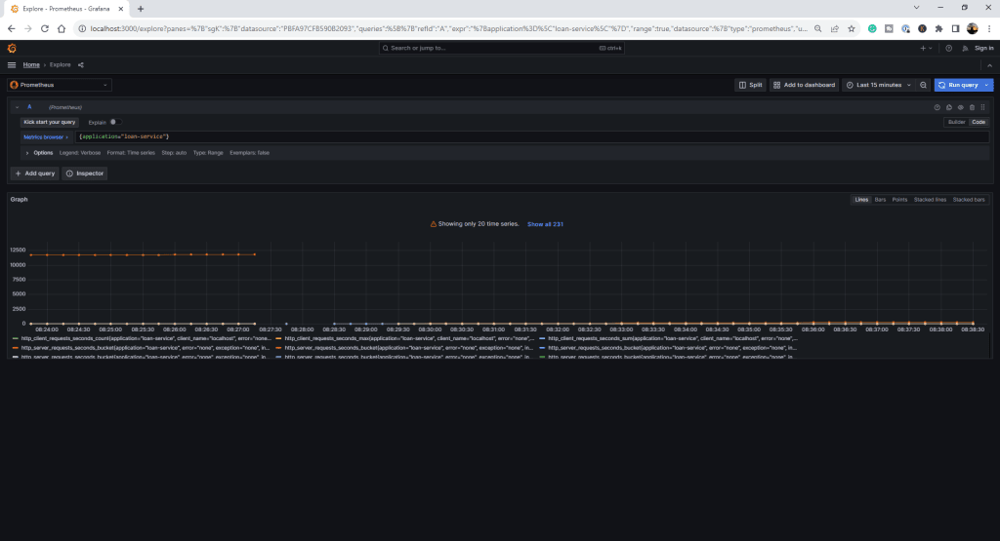 Explore - Prometheus - Grafana
localhost:3000/explore?panes=%7B"sgK":%7B"datasource":"PBFA97CFB590B2093","queries":%5B%7B"refId":"A","expr":"%7Bapplication%3D%5C"loan-service%5C"%7D","range":true,"datasource":%7B"type":"prometheus","u...
Search or jump to...
ctrl+k
Sign in
Home
Explore
Prometheus
Split
Add to dashboard
Last 15 minutes
Run query
A
(Prometheus)
Kick start your query
Explain
Builder
Code
Metrics browser >
{application="loan-service"}
Options Legend: Verbose Format: Time series Step: auto Type: Range Exemplars: false
+ Add query
Inspector
Graph
Lines Bars Points Stacked lines Stacked bars
Showing only 20 time series. Show all 231
12500
10000
7500
5000
2500
0
08:24:00 08:24:30 08:25:00 08:25:30 08:26:00 08:26:30 08:27:00 08:27:30 08:28:00 08:28:30 08:29:00 08:29:30 08:30:00 08:30:30 08:31:00 08:31:30 08:32:00 08:32:30 08:33:00 08:33:30 08:34:00 08:34:30 08:35:00 08:35:30 08:36:00 08:36:30 08:37:00 08:37:30 08:38:00 08:38:30
http_client_requests_seconds_count{application="loan-service", client_name="localhost", error="none... http_client_requests_seconds_max{application="loan-service", client_name="localhost", error="none",... http_client_requests_seconds_sum{application="loan-service", client_name="localhost", error="none",...
http_server_requests_seconds_bucket{application="loan-service", error="none", exception="none", in... http_server_requests_seconds_bucket{application="loan-service", error="none", exception="none", in... http_server_requests_seconds_bucket{application="loan-service", error="none", exception="none", in...
http_server_requests_seconds_bucket{application="loan-service", error="none", exception="none", in... http_server_requests_seconds_bucket{application="loan-service", error="none", exception="none", in... http_server_requests_seconds_bucket{application="loan-service", error="none", exception="none", in...